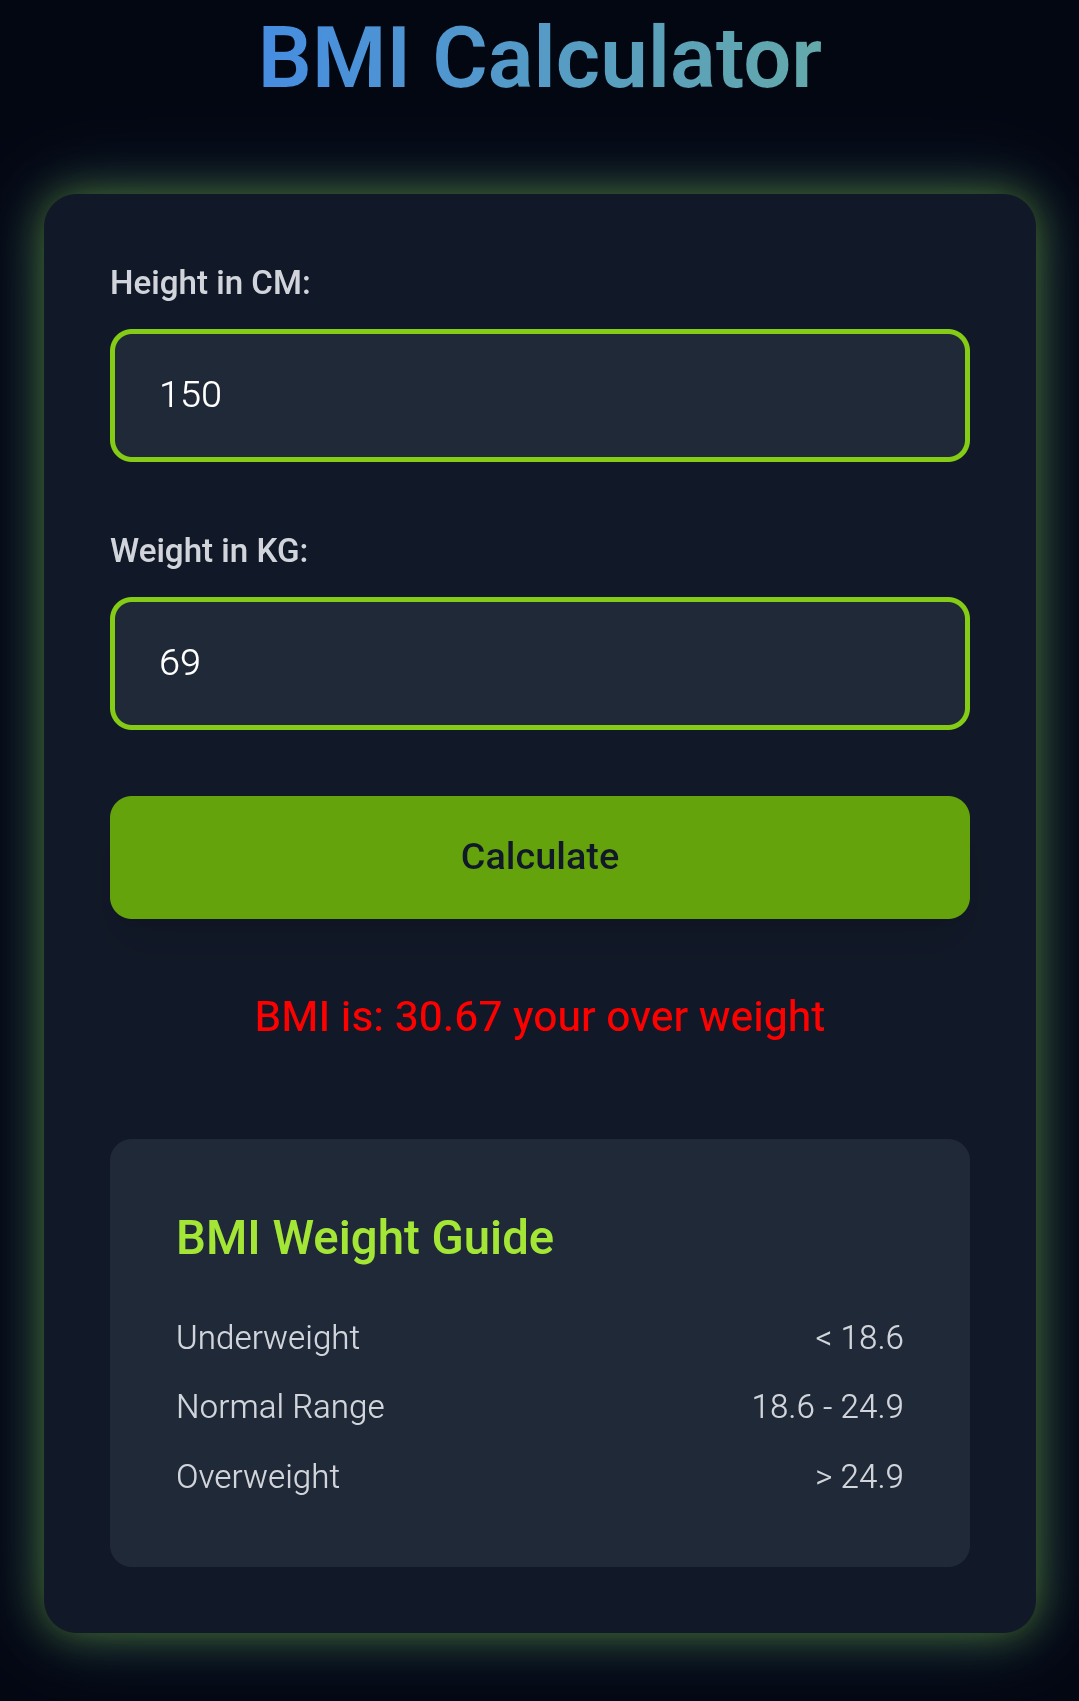 BMI Calculator
Height in CM:
150
Weight in KG:
69
Calculate
BMI is: 30.67 your over weight
BMI Weight Guide
Underweight < 18.6
Normal Range 18.6 - 24.9
Overweight > 24.9